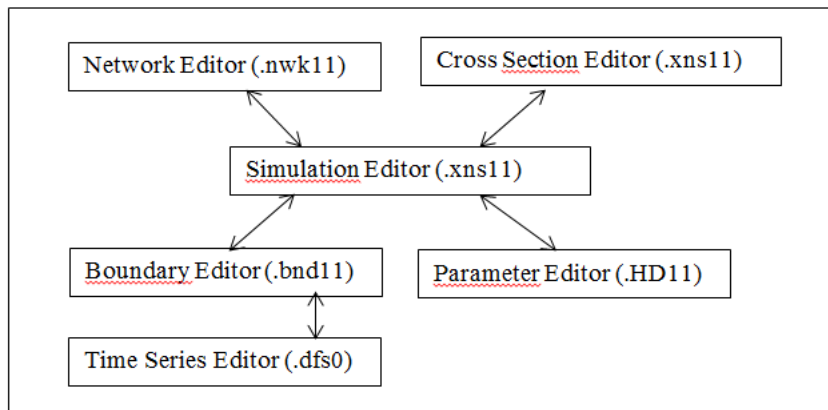 Network Editor (.nwk11)
Cross Section Editor (.xns11)
Simulation Editor (.xns11)
Boundary Editor (.bnd11)
Parameter Editor (.HD11)
Time Series Editor (.dfs0)